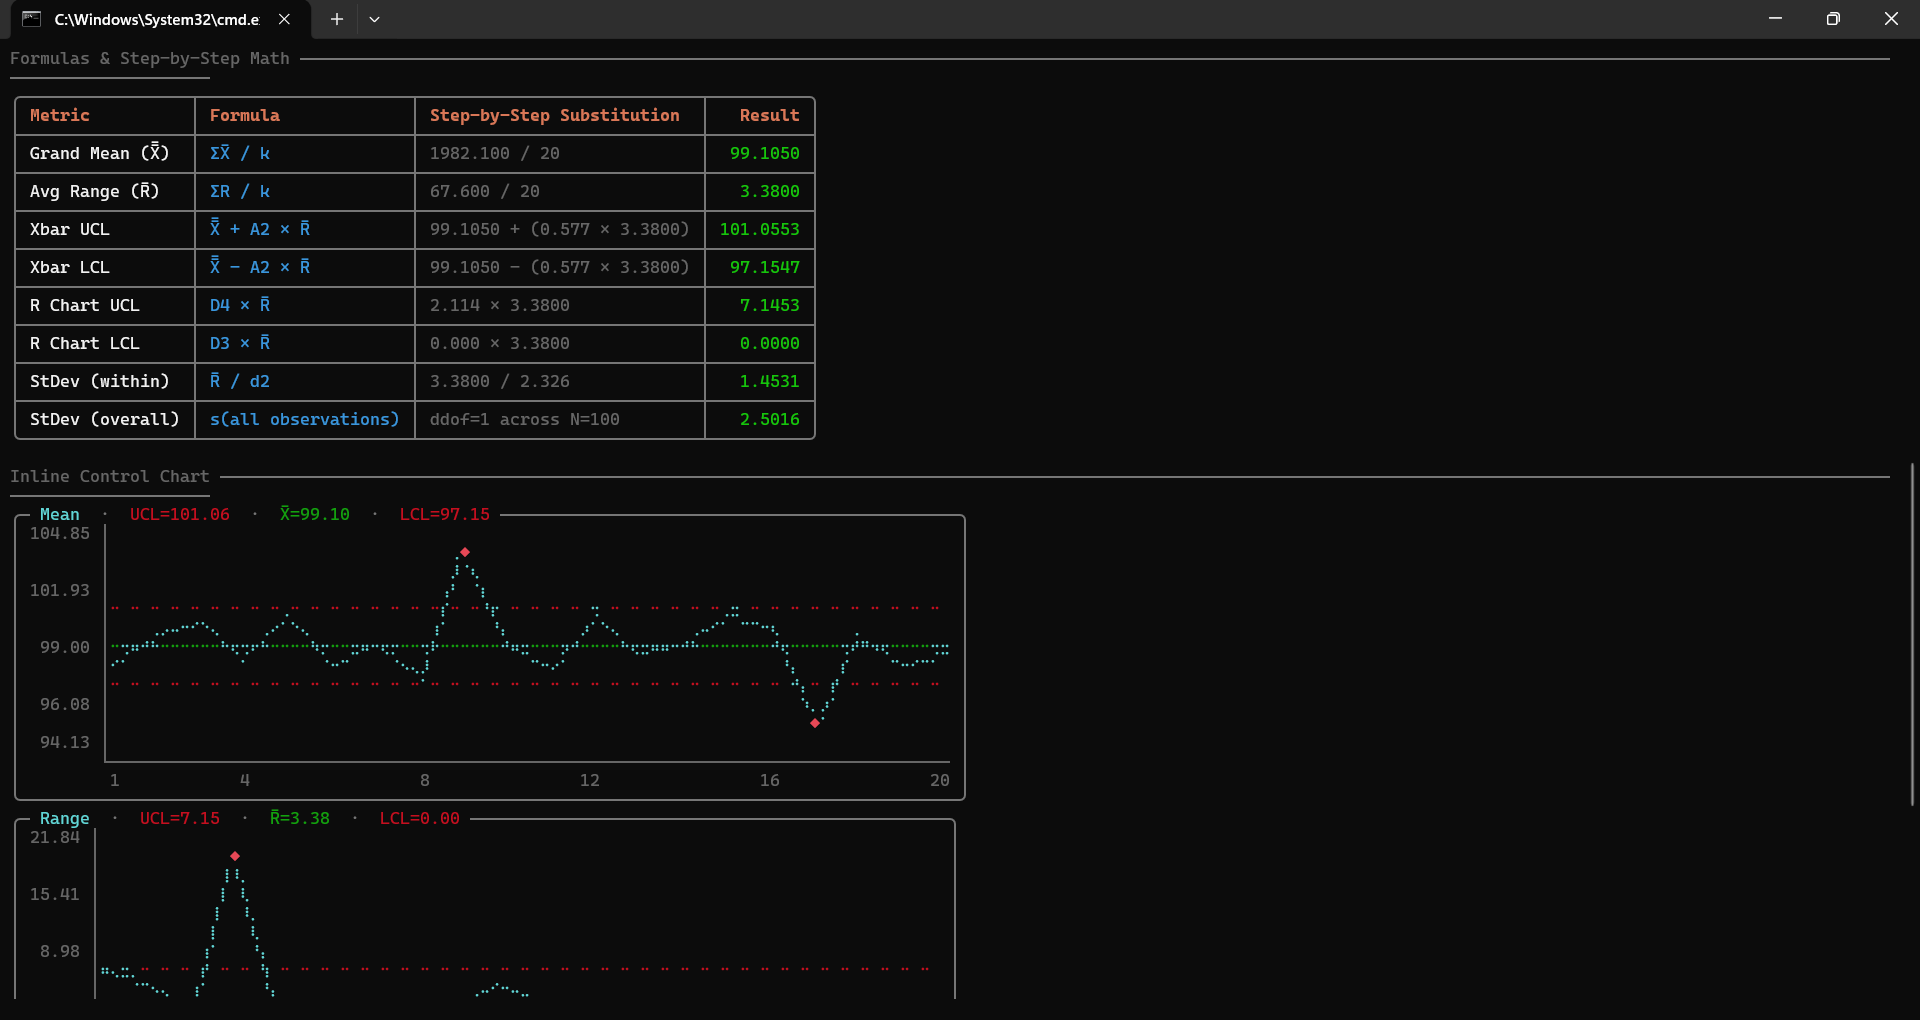 C:\Windows\System32\cmd.e
Formulas & Step-by-Step Math
Metric Formula Step-by-Step Substitution Result
Grand Mean (X̿) ΣX̄ / k 1982.100 / 20 99.1050
Avg Range (R̄) ΣR / k 67.600 / 20 3.3800
Xbar UCL X̿ + A2 × R̄ 99.1050 + (0.577 × 3.3800) 101.0553
Xbar LCL X̿ − A2 × R̄ 99.1050 − (0.577 × 3.3800) 97.1547
R Chart UCL D4 × R̄ 2.114 × 3.3800 7.1453
R Chart LCL D3 × R̄ 0.000 × 3.3800 0.0000
StDev (within) R̄ / d2 3.3800 / 2.326 1.4531
StDev (overall) s(all observations) ddof=1 across N=100 2.5016
Inline Control Chart
Mean · UCL=101.06 · X̄=99.10 · LCL=97.15
104.85
101.93
99.00
96.08
94.13
1 4 8 12 16 20
Range · UCL=7.15 · R̄=3.38 · LCL=0.00
21.84
15.41
8.98